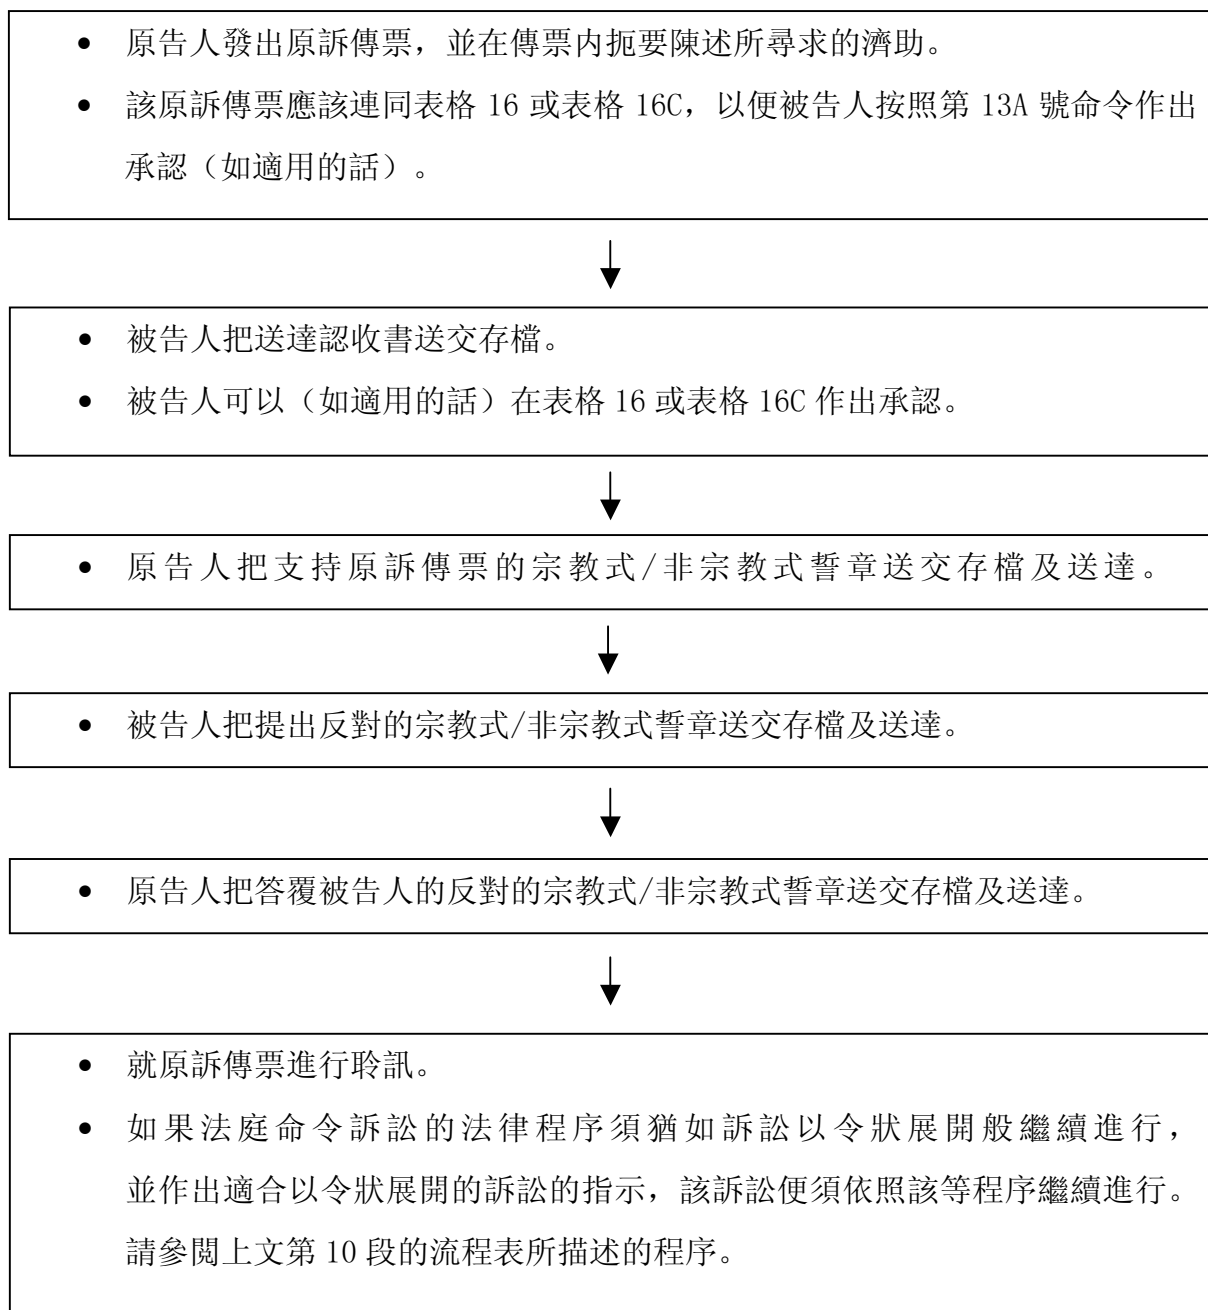 • 原告人發出原訴傳票，並在傳票内扼要陳述所尋求的濟助。
• 該原訴傳票應該連同表格 16 或表格 16C，以便被告人按照第 13A 號命令作出
承認（如適用的話）。
• 被告人把送達認收書送交存檔。
• 被告人可以（如適用的話）在表格 16 或表格 16C 作出承認。
• 原告人把支持原訴傳票的宗教式/非宗教式誓章送交存檔及送達。
• 被告人把提出反對的宗教式/非宗教式誓章送交存檔及送達。
• 原告人把答覆被告人的反對的宗教式/非宗教式誓章送交存檔及送達。
• 就原訴傳票進行聆訊。
• 如果法庭命令訴訟的法律程序須猶如訴訟以令狀展開般繼續進行，
並作出適合以令狀展開的訴訟的指示，該訴訟便須依照該等程序繼續進行。
請參閲上文第 10 段的流程表所描述的程序。